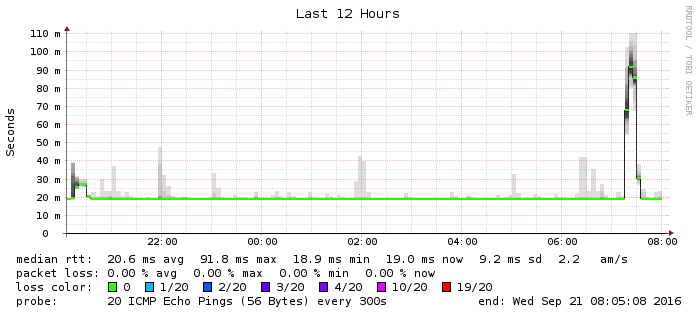 Last 12 Hours
RRDTOOL / TOBI OETIKER
Seconds
110 m
100 m
90 m
80 m
70 m
60 m
50 m
40 m
30 m
20 m
10 m
0
22:00 00:00 02:00 04:00 06:00 08:00
median rtt: 20.6 ms avg 91.8 ms max 18.9 ms min 19.0 ms now 9.2 ms sd 2.2 am/s
packet loss: 0.00 % avg 0.00 % max 0.00 % min 0.00 % now
loss color: 0 1/20 2/20 3/20 4/20 10/20 19/20
probe: 20 ICMP Echo Pings (56 Bytes) every 300s end: Wed Sep 21 08:05:08 2016